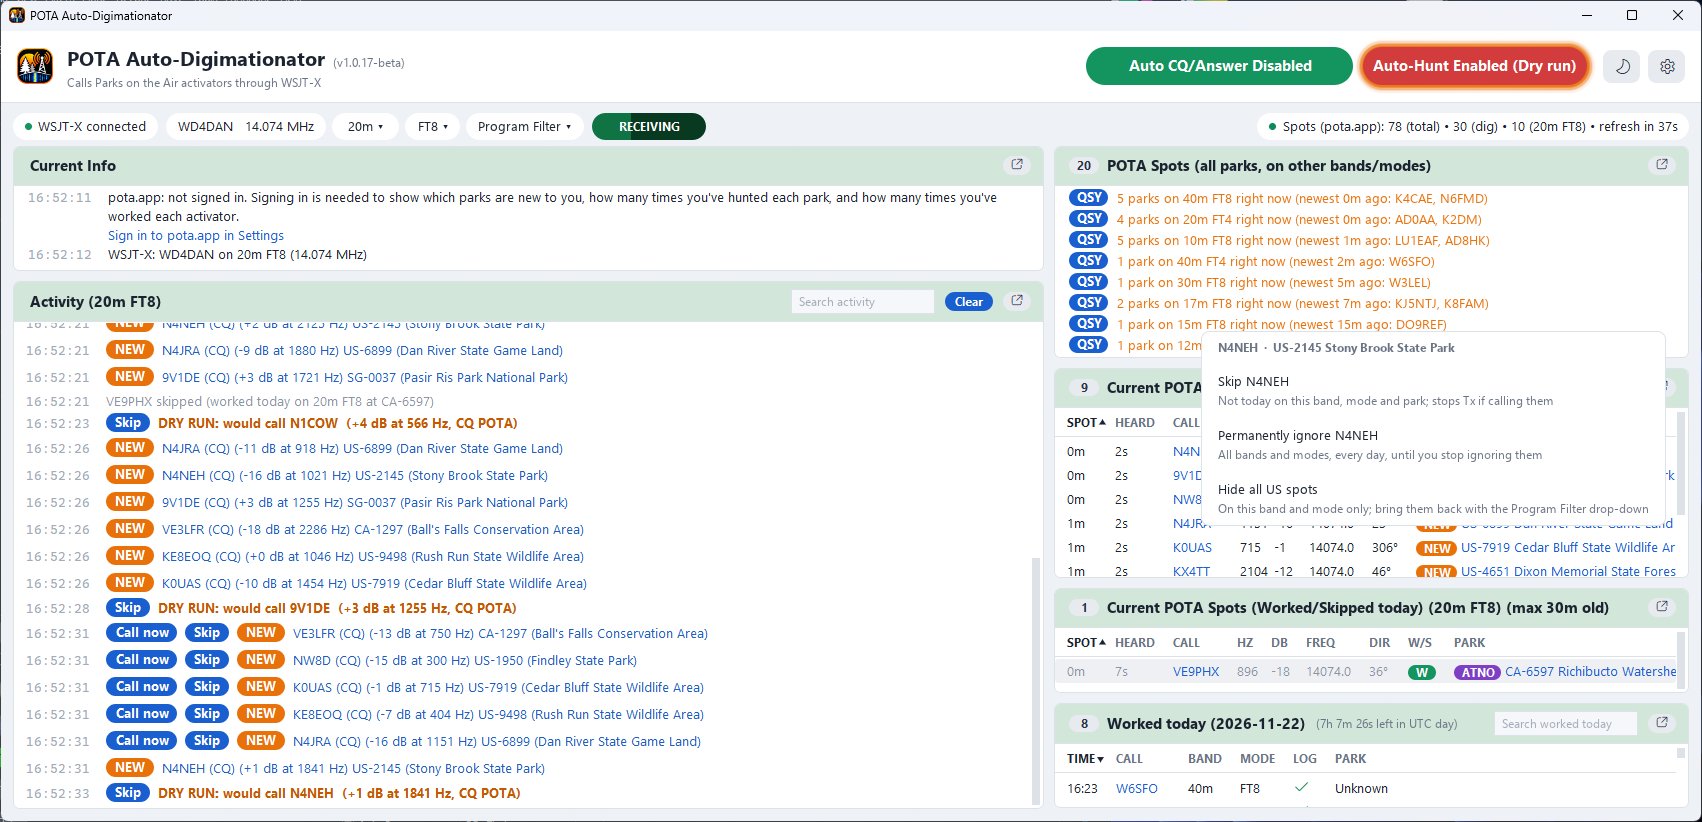 POTA Auto-Digimationator
POTA Auto-Digimationator (v1.0.17-beta)
Calls Parks on the Air activators through WSJT-X
Auto CQ/Answer Disabled
Auto-Hunt Enabled (Dry run)
WSJT-X connected
WD4DAN 14.074 MHz
20m ▾
FT8 ▾
Program Filter ▾
RECEIVING
Spots (pota.app): 78 (total) • 30 (dig) • 10 (20m FT8) • refresh in 37s
Current Info
16:52:11 pota.app: not signed in. Signing in is needed to show which parks are new to you, how many times you've hunted each park, and how many times you've
worked each activator.
Sign in to pota.app in Settings
16:52:12 WSJT-X: WD4DAN on 20m FT8 (14.074 MHz)
Activity (20m FT8)
Search activity
Clear
16:52:21 NEW N4NEH (CQ) (+2 dB at 2125 Hz) US-2145 (Stony Brook State Park)
16:52:21 NEW N4JRA (CQ) (-9 dB at 1880 Hz) US-6899 (Dan River State Game Land)
16:52:21 NEW 9V1DE (CQ) (+3 dB at 1721 Hz) SG-0037 (Pasir Ris Park National Park)
16:52:21 VE9PHX skipped (worked today on 20m FT8 at CA-6597)
16:52:23 Skip DRY RUN: would call N1COW (+4 dB at 566 Hz, CQ POTA)
16:52:26 NEW N4JRA (CQ) (-11 dB at 918 Hz) US-6899 (Dan River State Game Land)
16:52:26 NEW N4NEH (CQ) (-16 dB at 1021 Hz) US-2145 (Stony Brook State Park)
16:52:26 NEW 9V1DE (CQ) (+3 dB at 1255 Hz) SG-0037 (Pasir Ris Park National Park)
16:52:26 NEW VE3LFR (CQ) (-18 dB at 2286 Hz) CA-1297 (Ball's Falls Conservation Area)
16:52:26 NEW KE8EOQ (CQ) (+0 dB at 1046 Hz) US-9498 (Rush Run State Wildlife Area)
16:52:26 NEW K0UAS (CQ) (-10 dB at 1454 Hz) US-7919 (Cedar Bluff State Wildlife Area)
16:52:28 Skip DRY RUN: would call 9V1DE (+3 dB at 1255 Hz, CQ POTA)
16:52:31 Call now Skip NEW VE3LFR (CQ) (-13 dB at 750 Hz) CA-1297 (Ball's Falls Conservation Area)
16:52:31 Call now Skip NEW NW8D (CQ) (-15 dB at 300 Hz) US-1950 (Findley State Park)
16:52:31 Call now Skip NEW K0UAS (CQ) (-1 dB at 715 Hz) US-7919 (Cedar Bluff State Wildlife Area)
16:52:31 Call now Skip NEW KE8EOQ (CQ) (-7 dB at 404 Hz) US-9498 (Rush Run State Wildlife Area)
16:52:31 Call now Skip NEW N4JRA (CQ) (-16 dB at 1151 Hz) US-6899 (Dan River State Game Land)
16:52:31 NEW N4NEH (CQ) (+1 dB at 1841 Hz) US-2145 (Stony Brook State Park)
16:52:33 Skip DRY RUN: would call N4NEH (+1 dB at 1841 Hz, CQ POTA)
20 POTA Spots (all parks, on other bands/modes)
QSY 5 parks on 40m FT8 right now (newest 0m ago: K4CAE, N6FMD)
QSY 4 parks on 20m FT4 right now (newest 0m ago: AD0AA, K2DM)
QSY 5 parks on 10m FT8 right now (newest 1m ago: LU1EAF, AD8HK)
QSY 1 park on 40m FT4 right now (newest 2m ago: W6SFO)
QSY 1 park on 30m FT8 right now (newest 5m ago: W3LEL)
QSY 2 parks on 17m FT8 right now (newest 7m ago: KJ5NTJ, K8FAM)
QSY 1 park on 15m FT8 right now (newest 15m ago: DO9REF)
QSY 1 park on 12m
N4NEH · US-2145 Stony Brook State Park
Skip N4NEH
Not today on this band, mode and park; stops Tx if calling them
Permanently ignore N4NEH
All bands and modes, every day, until you stop ignoring them
Hide all US spots
On this band and mode only; bring them back with the Program Filter drop-down
9 Current POTA
SPOT▲ HEARD CALL
0m 2s N4N
0m 2s 9V1D
0m 2s NW8
1m 2s N4JRA
1m 2s K0UAS 715 -1 14074.0 306° NEW US-7919 Cedar Bluff State Wildlife Ar
1m 2s KX4TT 2104 -12 14074.0 46° NEW US-4651 Dixon Memorial State Fores
1 Current POTA Spots (Worked/Skipped today) (20m FT8) (max 30m old)
SPOT▲ HEARD CALL HZ DB FREQ DIR W/S PARK
0m 7s VE9PHX 896 -18 14074.0 36° W ATNO CA-6597 Richibucto Watershe
8 Worked today (2026-11-22) (7h 7m 26s left in UTC day)
Search worked today
TIME▼ CALL BAND MODE LOG PARK
16:23 W6SFO 40m FT8 ✓ Unknown